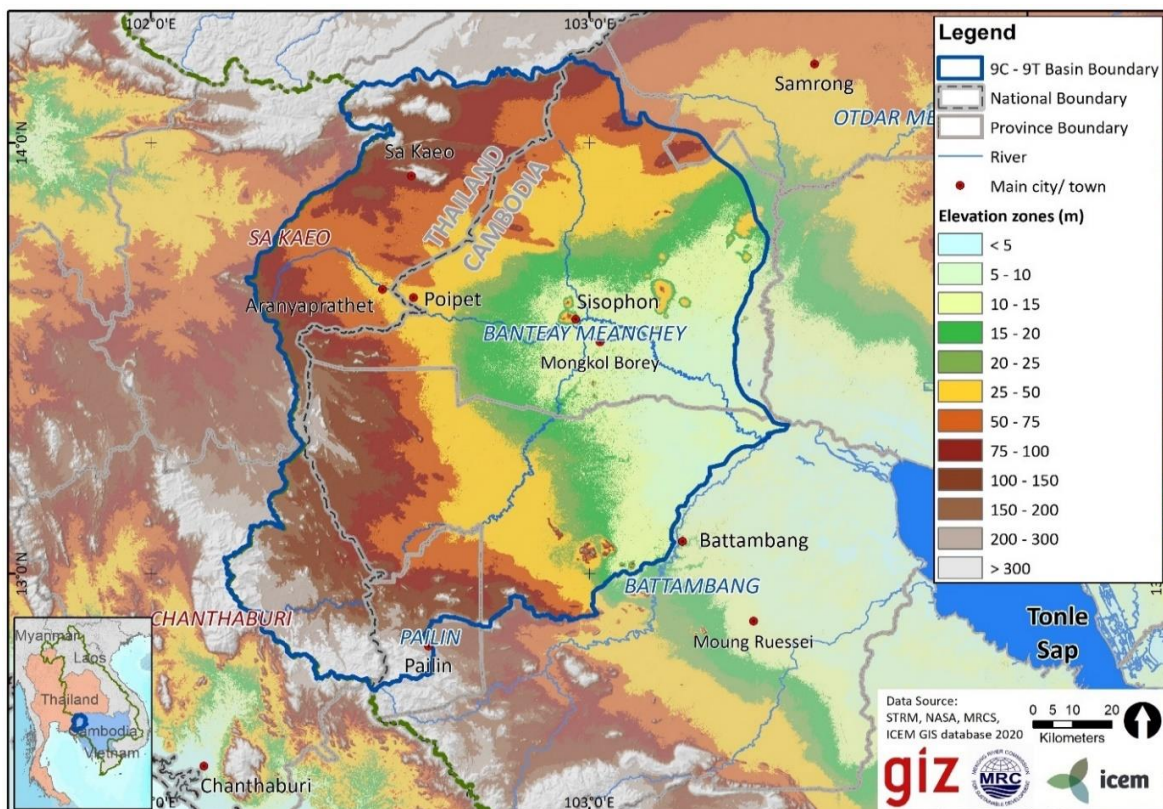 102.0°E
103.0°E
14.0°N
13.0°N
THAILAND
CAMBODIA
Samrong
OTDAR ME
Sa Kaeo
SA KAEO
Aranyaprathet
Poipet
Sisophon
BANTEAY MEANCHEY
Mongkol Borey
Battambang
BATTAMBANG
Moung Ruessei
CHANTHABURI
PAILIN
Pailin
Chanthaburi
Tonle
Sap
103.0°E
Legend
9C - 9T Basin Boundary
National Boundary
Province Boundary
River
Main city/ town
Elevation zones (m)
< 5
5 - 10
10 - 15
15 - 20
20 - 25
25 - 50
50 - 75
75 - 100
100 - 150
150 - 200
200 - 300
> 300
Myanmar
Laos
Thailand
Cambodia
Vietnam
Data Source:
STRM, NASA, MRCS,
ICEM GIS database 2020
0 5 10 20
Kilometers
giz
MRC
icem